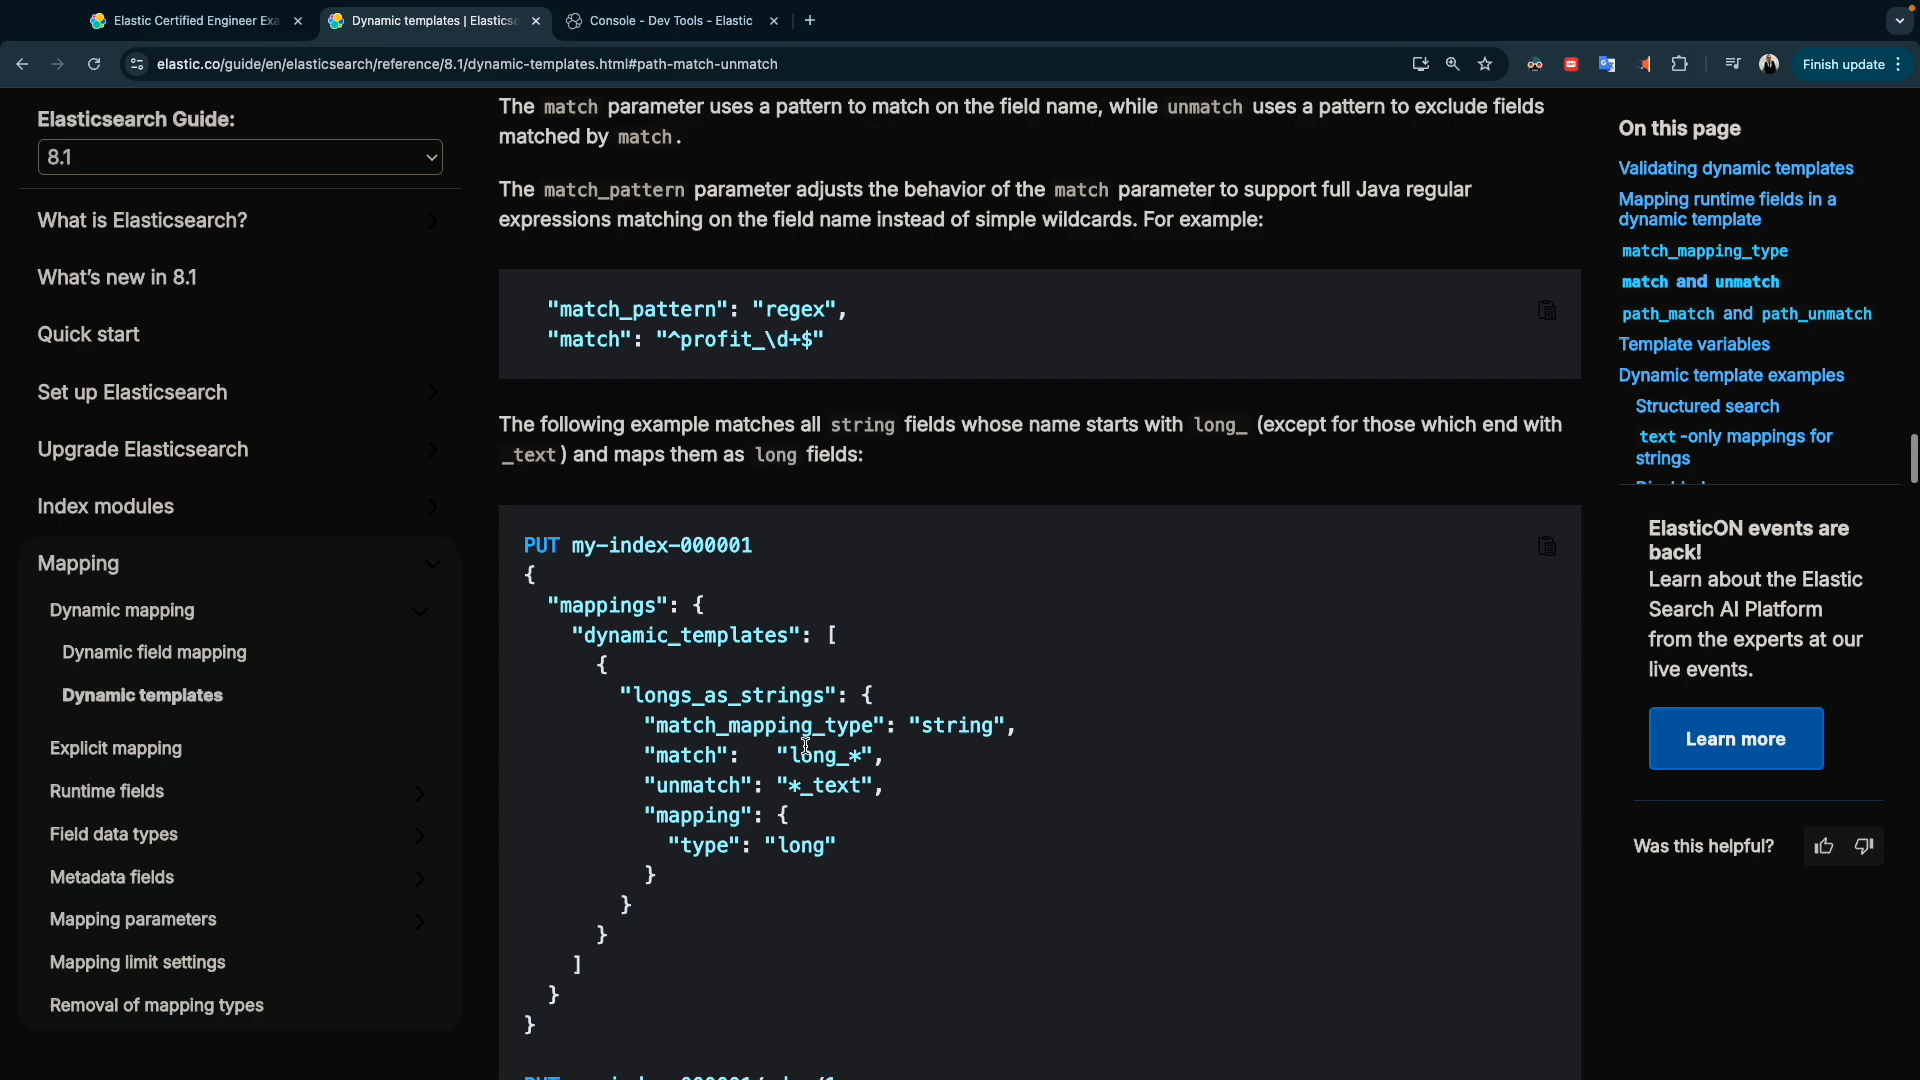 Elastic Certified Engineer Exa
Dynamic templates | Elasticse
Console - Dev Tools - Elastic
elastic.co/guide/en/elasticsearch/reference/8.1/dynamic-templates.html#path-match-unmatch
Finish update
Elasticsearch Guide:
8.1
What is Elasticsearch?
What's new in 8.1
Quick start
Set up Elasticsearch
Upgrade Elasticsearch
Index modules
Mapping
Dynamic mapping
Dynamic field mapping
Dynamic templates
Explicit mapping
Runtime fields
Field data types
Metadata fields
Mapping parameters
Mapping limit settings
Removal of mapping types
The match parameter uses a pattern to match on the field name, while unmatch uses a pattern to exclude fields
matched by match.
The match_pattern parameter adjusts the behavior of the match parameter to support full Java regular
expressions matching on the field name instead of simple wildcards. For example:
"match_pattern": "regex",
"match": "^profit_\d+$"
The following example matches all string fields whose name starts with long_ (except for those which end with
_text) and maps them as long fields:
PUT my-index-000001
{
"mappings": {
"dynamic_templates": [
{
"longs_as_strings": {
"match_mapping_type": "string",
"match":   "long_*",
"unmatch": "*_text",
"mapping": {
"type": "long"
}
}
}
]
}
}
On this page
Validating dynamic templates
Mapping runtime fields in a
dynamic template
match_mapping_type
match and unmatch
path_match and path_unmatch
Template variables
Dynamic template examples
Structured search
text-only mappings for
strings
ElasticON events are
back!
Learn about the Elastic
Search AI Platform
from the experts at our
live events.
Learn more
Was this helpful?